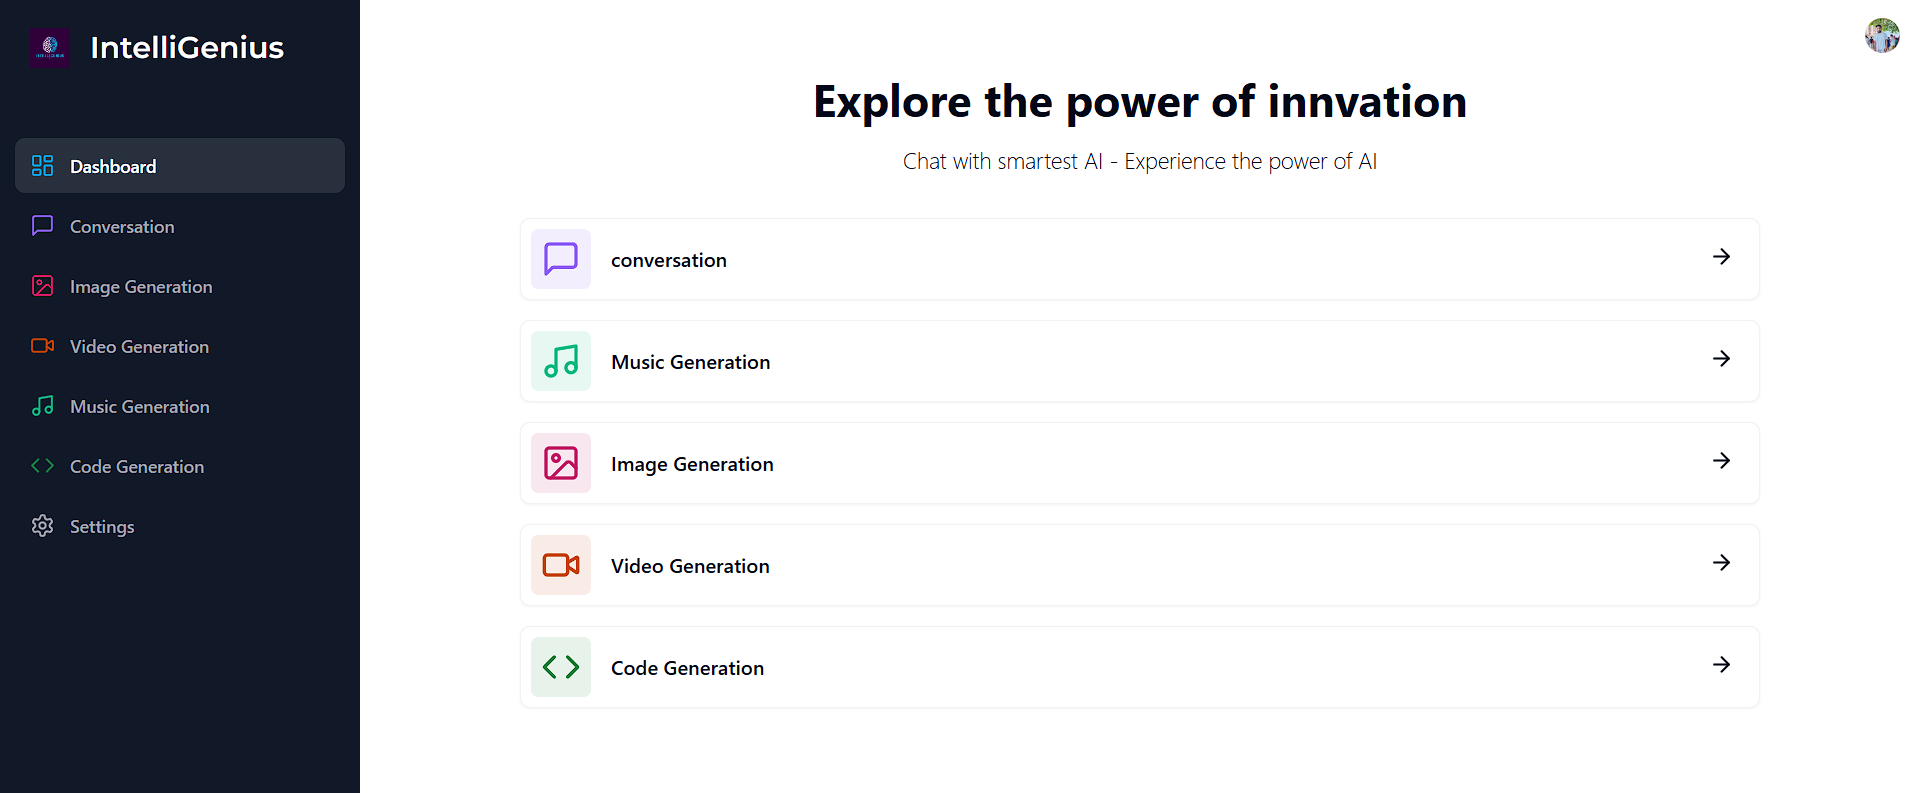 IntelliGenius
Dashboard
Conversation
Image Generation
Video Generation
Music Generation
Code Generation
Settings
Explore the power of innvation
Chat with smartest AI - Experience the power of AI
conversation
Music Generation
Image Generation
Video Generation
Code Generation